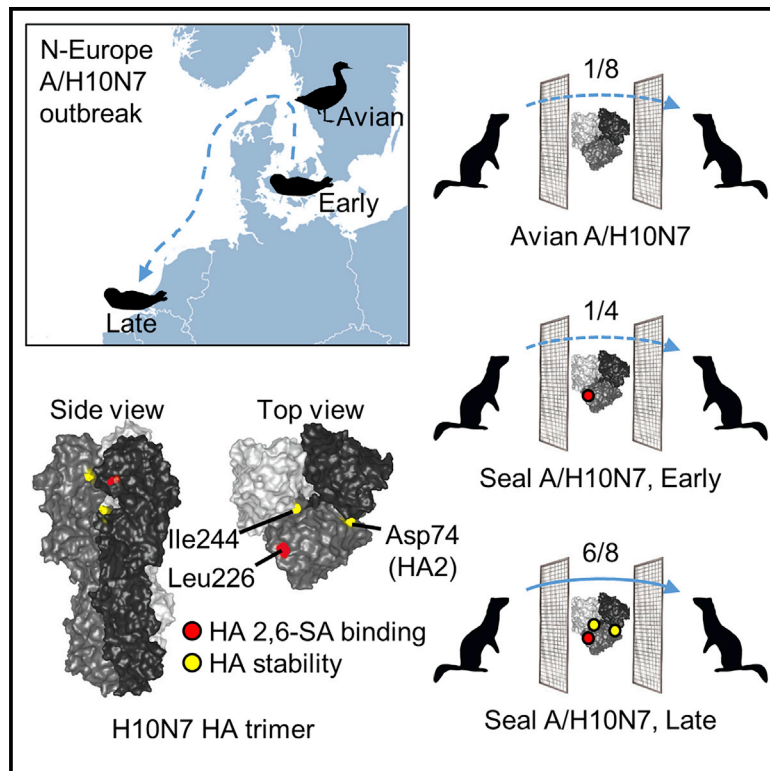 N-Europe
A/H10N7
outbreak
Avian
Early
Late
1/8
Avian A/H10N7
1/4
Seal A/H10N7, Early
6/8
Seal A/H10N7, Late
Side view
Top view
Ile244
Leu226
Asp74
(HA2)
HA 2,6-SA binding
HA stability
H10N7 HA trimer